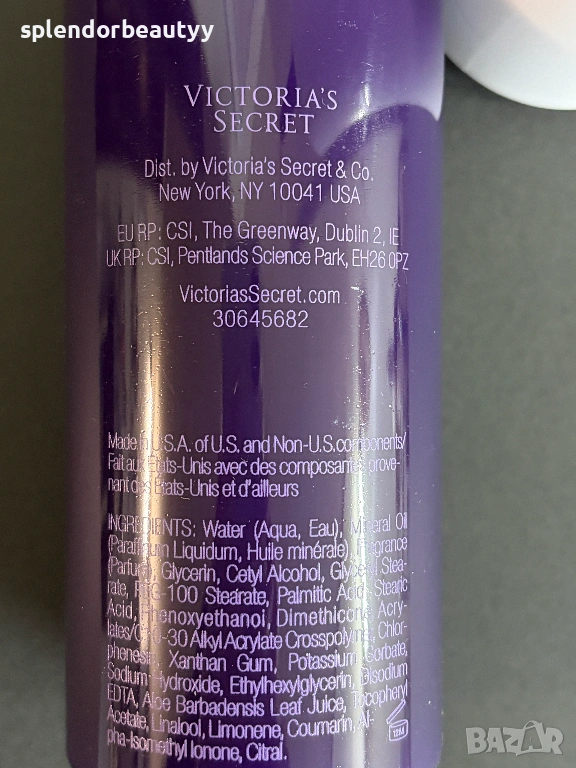 splendorbeautyy
VICTORIA'S
SECRET
Dist. by Victoria's Secret & Co.
New York, NY 10041 USA
EU RP: CSI, The Greenway, Dublin 2, IE
UK RP: CSI, Pentlands Science Park, EH26 0PZ
VictoriasSecret.com
30645682
Made in U.S.A. of U.S. and Non-U.S. components/
Fait aux États-Unis avec des composants prove-
nant des États-Unis et d'ailleurs
INGREDIENTS: Water (Aqua, Eau), Mineral Oil
(Paraffinum Liquidum, Huile minérale), Fragrance
(Parfum), Glycerin, Cetyl Alcohol, Glyceryl Stea-
rate, PEG-100 Stearate, Palmitic Acid, Stearic
Acid, Phenoxyethanol, Dimethicone, Acry-
lates/C10-30 Alkyl Acrylate Crosspolymer, Chlor-
phenesin, Xanthan Gum, Potassium Sorbate,
Sodium Hydroxide, Ethylhexylglycerin, Disodium
EDTA, Aloe Barbadensis Leaf Juice, Tocopheryl
Acetate, Linalool, Limonene, Coumarin, Al-
pha-Isomethyl Ionone, Citral.
12M
BAZAR